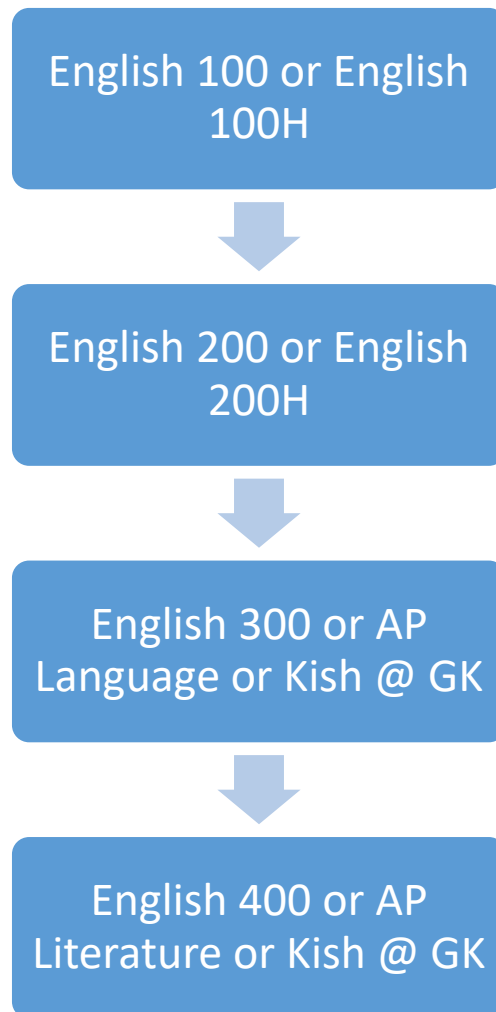 English 100 or English
100H
English 200 or English
200H
English 300 or AP
Language or Kish @ GK
English 400 or AP
Literature or Kish @ GK